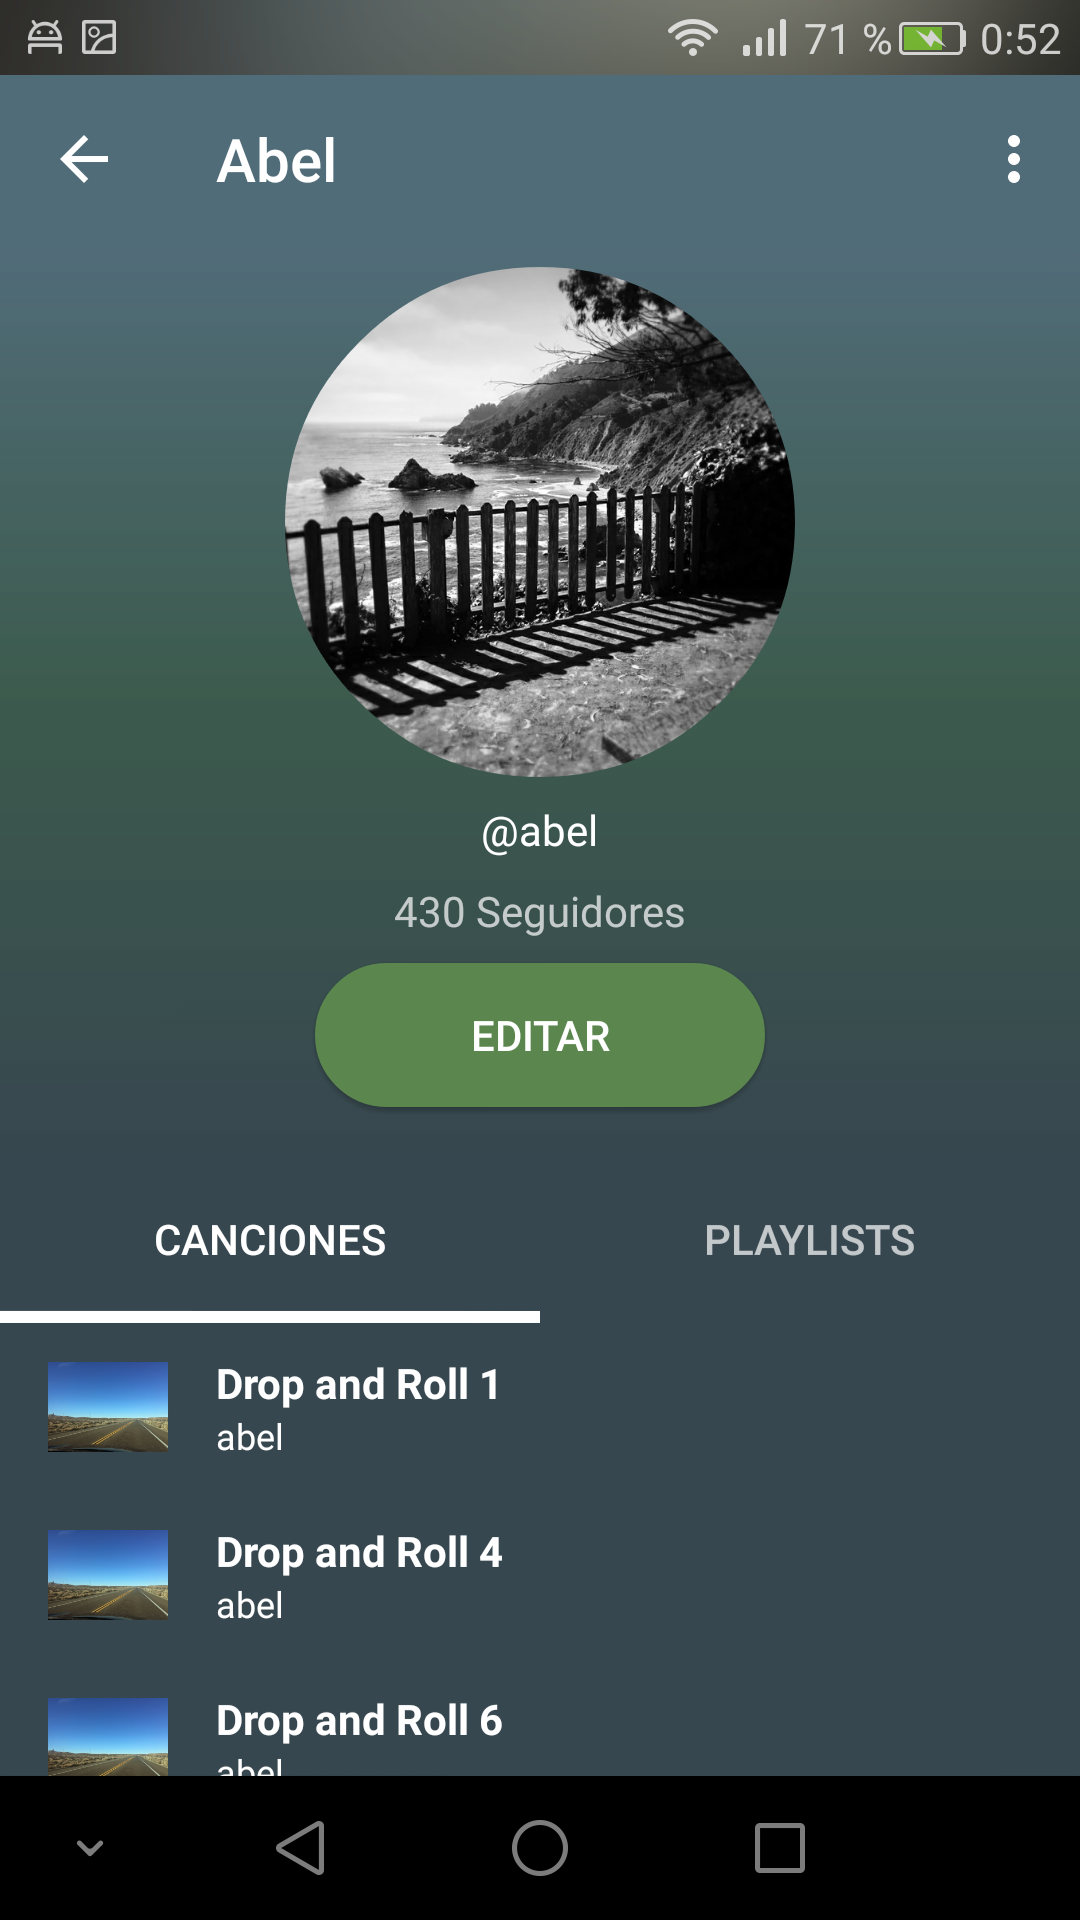 71 % 0:52
Abel
@abel
430 Seguidores
EDITAR
CANCIONES PLAYLISTS
Drop and Roll 1
abel
Drop and Roll 4
abel
Drop and Roll 6
abel